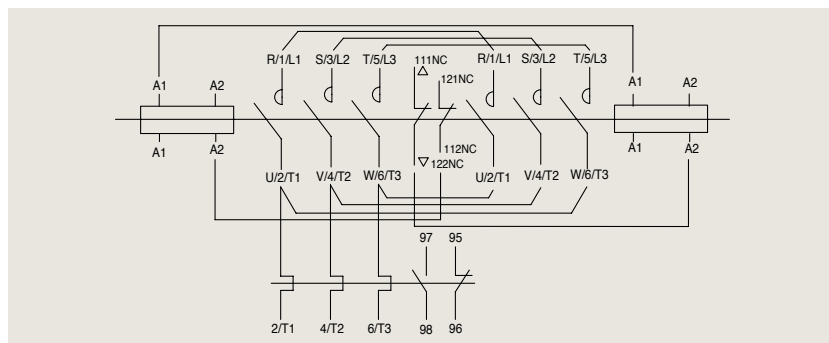 R/1/L1 S/3/L2 T/5/L3 111NC R/1/L1 S/3/L2 T/5/L3
A1 A2 121NC A1 A2
A1 A2 112NC A1 A2
122NC
U/2/T1 V/4/T2 W/6/T3 U/2/T1 V/4/T2 W/6/T3
97 95
2/T1 4/T2 6/T3 98 96